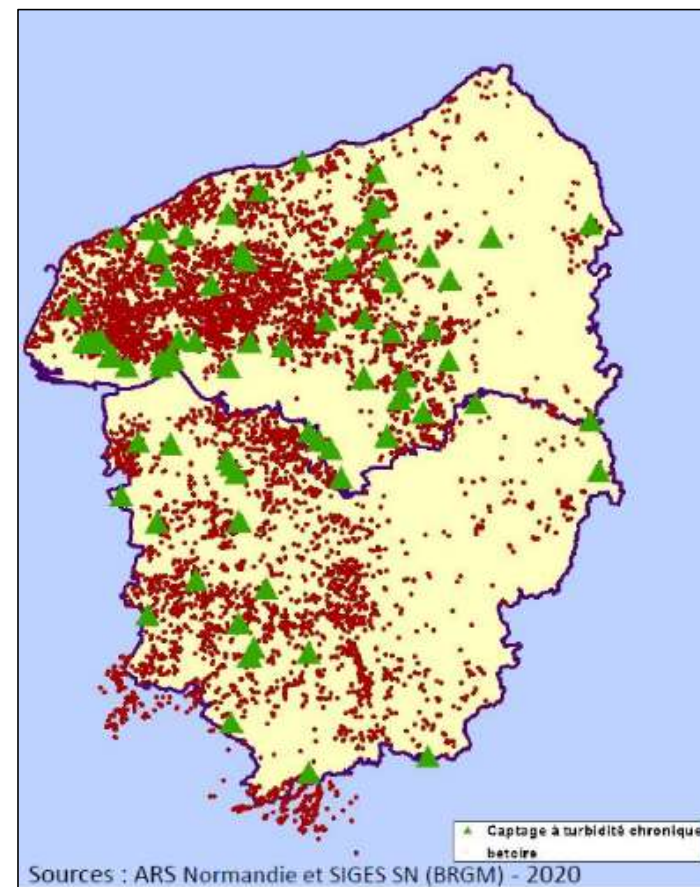 Captage à turbidité chronique
betoire
Sources : ARS Normandie et SIGES SN (BRGM) - 2020